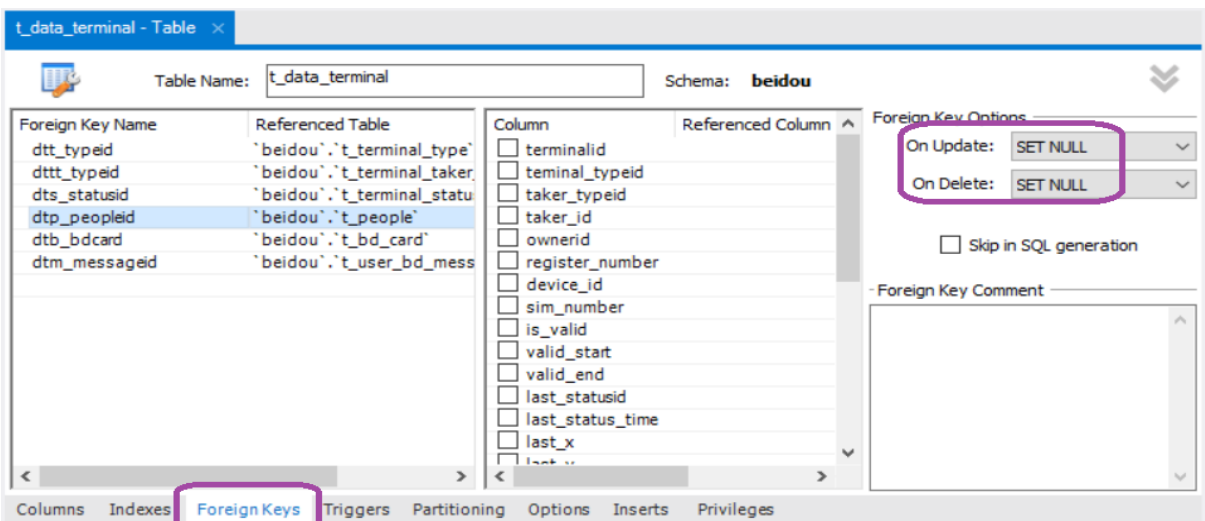 t_data_terminal - Table ×
Table Name: t_data_terminal Schema: beidou
Foreign Key Name Referenced Table
dtt_typeid `beidou`.`t_terminal_type`
dttt_typeid `beidou`.`t_terminal_taker_
dts_statusid `beidou`.`t_terminal_statu
dtp_peopleid `beidou`.`t_people`
dtb_bdcard `beidou`.`t_bd_card`
dtm_messageid `beidou`.`t_user_bd_mess
Column Referenced Column
terminalid
teminal_typeid
taker_typeid
taker_id
ownerid
register_number
device_id
sim_number
is_valid
valid_start
valid_end
last_statusid
last_status_time
last_x
Foreign Key Options
On Update: SET NULL
On Delete: SET NULL
Skip in SQL generation
Foreign Key Comment
Columns Indexes Foreign Keys Triggers Partitioning Options Inserts Privileges